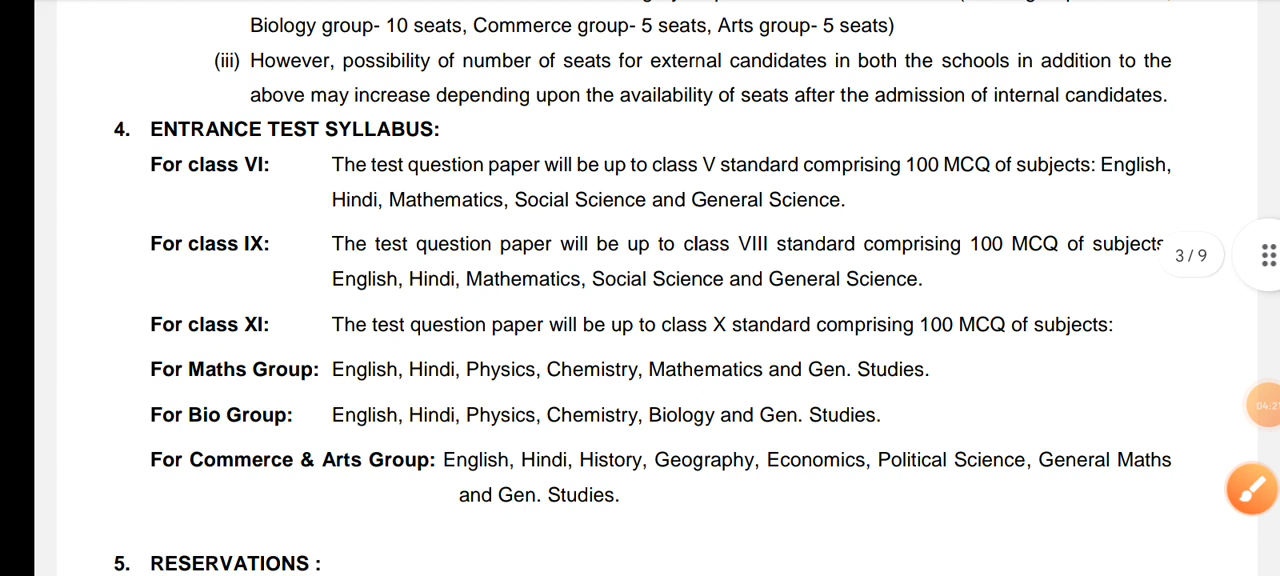 Biology group- 10 seats, Commerce group- 5 seats, Arts group- 5 seats)
(iii) However, possibility of number of seats for external candidates in both the schools in addition to the
above may increase depending upon the availability of seats after the admission of internal candidates.
4. ENTRANCE TEST SYLLABUS:
For class VI: The test question paper will be up to class V standard comprising 100 MCQ of subjects: English,
Hindi, Mathematics, Social Science and General Science.
For class IX: The test question paper will be up to class VIII standard comprising 100 MCQ of subjects
3 / 9
English, Hindi, Mathematics, Social Science and General Science.
For class XI: The test question paper will be up to class X standard comprising 100 MCQ of subjects:
For Maths Group: English, Hindi, Physics, Chemistry, Mathematics and Gen. Studies.
For Bio Group: English, Hindi, Physics, Chemistry, Biology and Gen. Studies.
For Commerce & Arts Group: English, Hindi, History, Geography, Economics, Political Science, General Maths
and Gen. Studies.
5. RESERVATIONS :